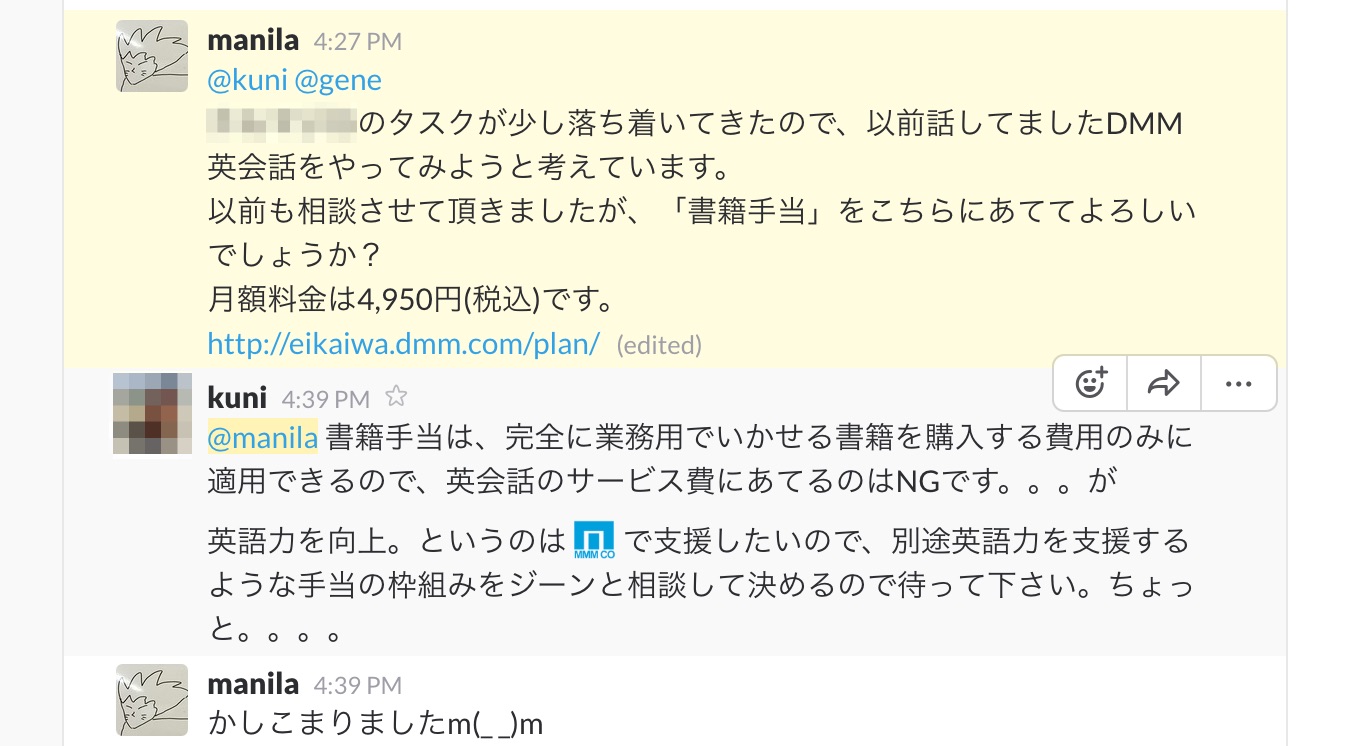 manila 4:27 PM
@kuni @gene
のタスクが少し落ち着いてきたので、以前話してましたDMM
英会話をやってみようと考えています。
以前も相談させて頂きましたが、「書籍手当」をこちらにあててよろしい
でしょうか？
月額料金は4,950円(税込)です。
http://eikaiwa.dmm.com/plan/ (edited)
kuni 4:39 PM
@manila 書籍手当は、完全に業務用でいかせる書籍を購入する費用のみに
適用できるので、英会話のサービス費にあてるのはNGです。。。が
英語力を向上。というのは MMM CO で支援したいので、別途英語力を支援する
ような手当の枠組みをジーンと相談して決めるので待って下さい。ちょっ
と。。。。
manila 4:39 PM
かしこまりましたm(_ _)m